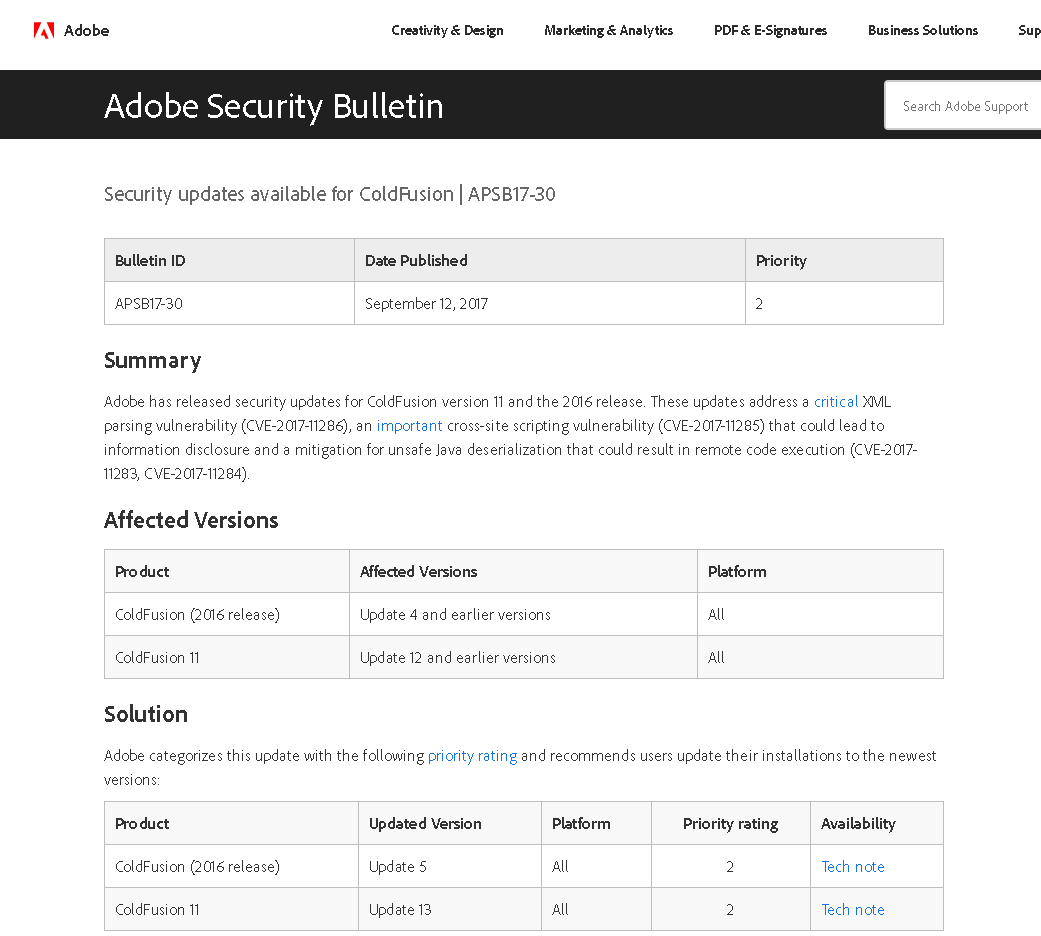 Adobe
Creativity & Design
Marketing & Analytics
PDF & E-Signatures
Business Solutions
Sup
Adobe Security Bulletin
Search Adobe Support
Security updates available for ColdFusion | APSB17-30
Bulletin ID
Date Published
Priority
APSB17-30
September 12, 2017
2
Summary
Adobe has released security updates for ColdFusion version 11 and the 2016 release. These updates address a critical XML
parsing vulnerability (CVE-2017-11286), an important cross-site scripting vulnerability (CVE-2017-11285) that could lead to
information disclosure and a mitigation for unsafe Java deserialization that could result in remote code execution (CVE-2017-
11283, CVE-2017-11284).
Affected Versions
Product
Affected Versions
Platform
ColdFusion (2016 release)
Update 4 and earlier versions
All
ColdFusion 11
Update 12 and earlier versions
All
Solution
Adobe categorizes this update with the following priority rating and recommends users update their installations to the newest
versions:
Product
Updated Version
Platform
Priority rating
Availability
ColdFusion (2016 release)
Update 5
All
2
Tech note
ColdFusion 11
Update 13
All
2
Tech note